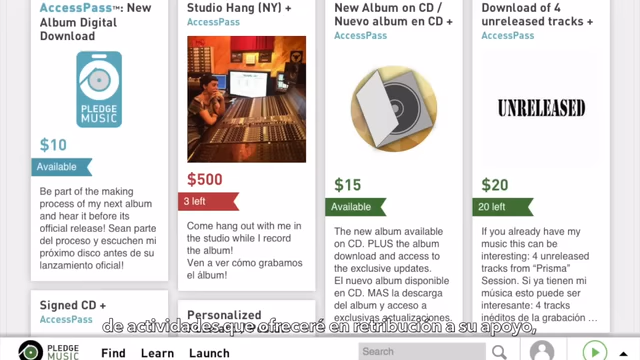 AccessPass™: New
Album Digital
Download
PLEDGE
MUSIC
$10
Available
Be part of the making
process of my next album
and hear it before its
official release! Sean parte
del proceso y escuchen mi
próximo disco antes de su
lanzamiento oficial!
Signed CD +
AccessPass
Studio Hang (NY) +
AccessPass
$500
3 left
Come hang out with me in
the studio while I record
the album!
Ven a ver cómo grabamos
el álbum!
Personalized
New Album on CD /
Nuevo album en CD +
AccessPass
$15
Available
The new album available
on CD. PLUS the album
download and access to
the exclusive updates.
El nuevo album disponible
en CD. MAS la descarga
del album y acceso a
exclusivas actualizaciones.
Download of 4
unreleased tracks +
AccessPass
UNRELEASED
$20
20 left
If you already have my
music this can be
interesting: 4 unreleased
tracks from "Prisma"
Session. Si ya tienen mi
música esto puede ser
interesante: 4 tracks
inéditos de la grabación ...
de actividades que ofreceré en retribución a su apoyo,
PLEDGE
MUSIC
Find
Learn
Launch
Search